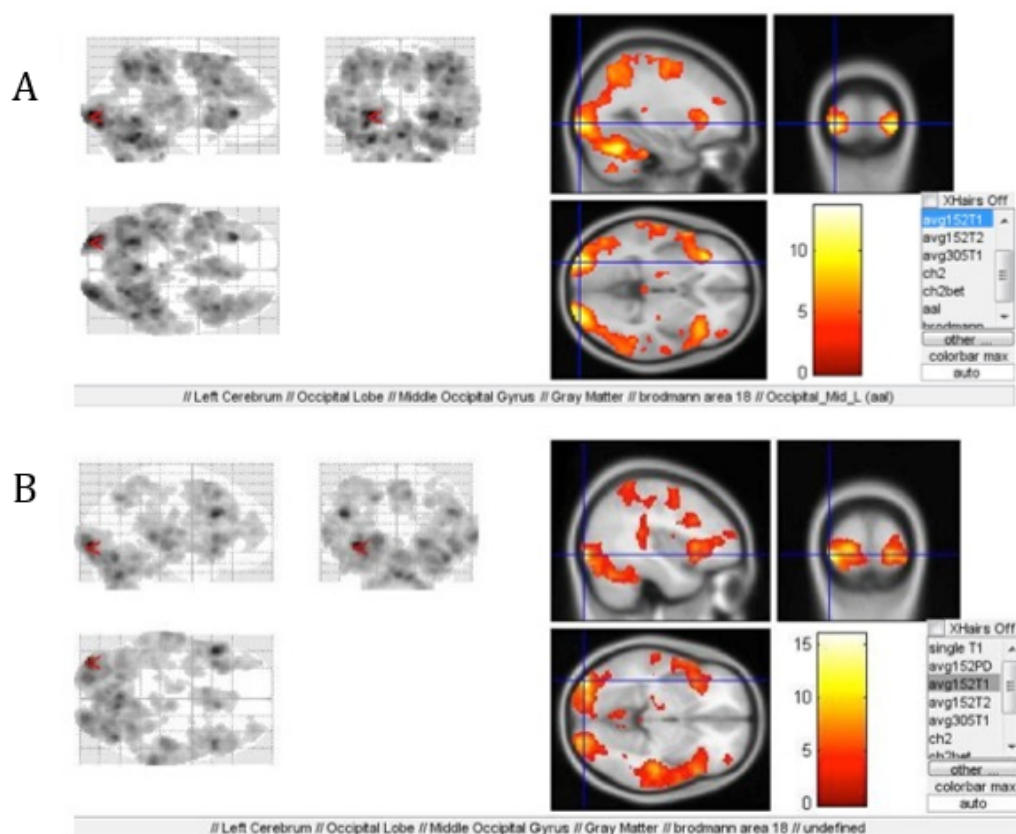 A
XHairs Off
avg152T1
avg152T2
avg305T1
ch2
ch2bet
aal
brodmann
other ...
colorbar max
auto
10
5
0
// Left Cerebrum // Occipital Lobe // Middle Occipital Gyrus // Gray Matter // brodmann area 18 // Occipital_Mid_L (aal)
B
XHairs Off
single T1
avg152PD
avg152T1
avg152T2
avg305T1
ch2
ch2bet
other ...
colorbar max
auto
15
10
5
0
// Left Cerebrum // Occipital Lobe // Middle Occipital Gyrus // Gray Matter // brodmann area 18 // undefined